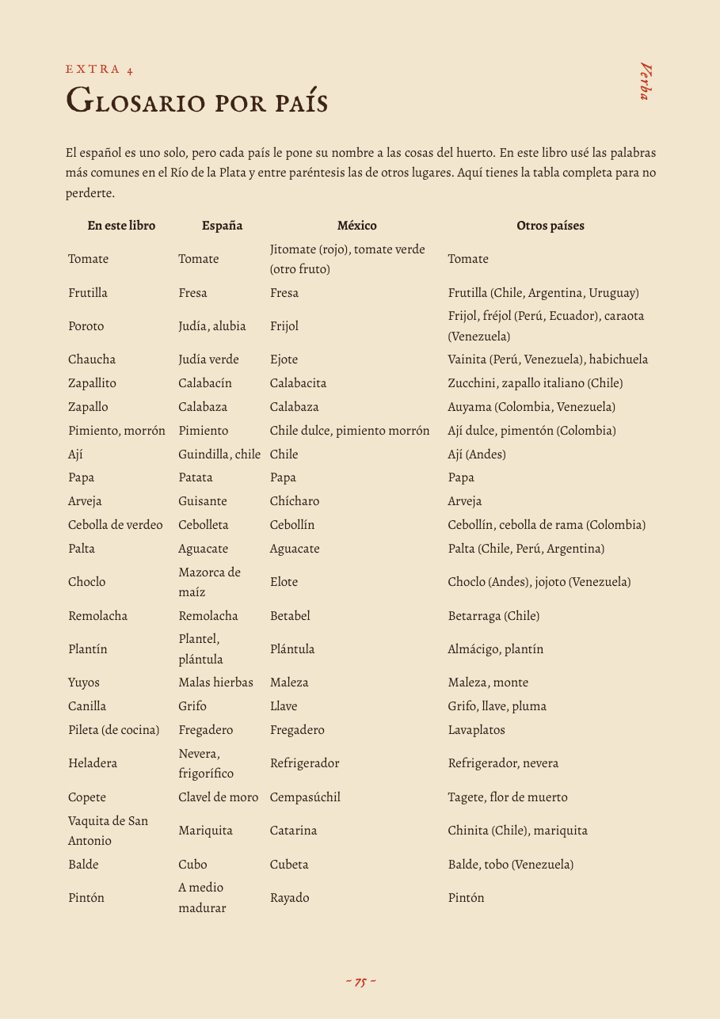 EXTRA 4
Verba
Glosario por país
El español es uno solo, pero cada país le pone su nombre a las cosas del huerto. En este libro usé las palabras
más comunes en el Río de la Plata y entre paréntesis las de otros lugares. Aquí tienes la tabla completa para no
perderte.
En este libro España México Otros países
Tomate Tomate Jitomate (rojo), tomate verde (otro fruto) Tomate
Frutilla Fresa Fresa Frutilla (Chile, Argentina, Uruguay)
Poroto Judía, alubia Frijol Frijol, fréjol (Perú, Ecuador), caraota (Venezuela)
Chaucha Judía verde Ejote Vainita (Perú, Venezuela), habichuela
Zapallito Calabacín Calabacita Zucchini, zapallo italiano (Chile)
Zapallo Calabaza Calabaza Auyama (Colombia, Venezuela)
Pimiento, morrón Pimiento Chile dulce, pimiento morrón Ají dulce, pimentón (Colombia)
Ají Guindilla, chile Chile Ají (Andes)
Papa Patata Papa Papa
Arveja Guisante Chícharo Arveja
Cebolla de verdeo Cebolleta Cebollín Cebollín, cebolla de rama (Colombia)
Palta Aguacate Aguacate Palta (Chile, Perú, Argentina)
Choclo Mazorca de maíz Elote Choclo (Andes), jojoto (Venezuela)
Remolacha Remolacha Betabel Betarraga (Chile)
Plantín Plantel, plántula Plántula Almácigo, plantín
Yuyos Malas hierbas Maleza Maleza, monte
Canilla Grifo Llave Grifo, llave, pluma
Pileta (de cocina) Fregadero Fregadero Lavaplatos
Heladera Nevera, frigorífico Refrigerador Refrigerador, nevera
Copete Clavel de moro Cempasúchil Tagete, flor de muerto
Vaquita de San Antonio Mariquita Catarina Chinita (Chile), mariquita
Balde Cubo Cubeta Balde, tobo (Venezuela)
Pintón A medio madurar Rayado Pintón
~ 75 ~